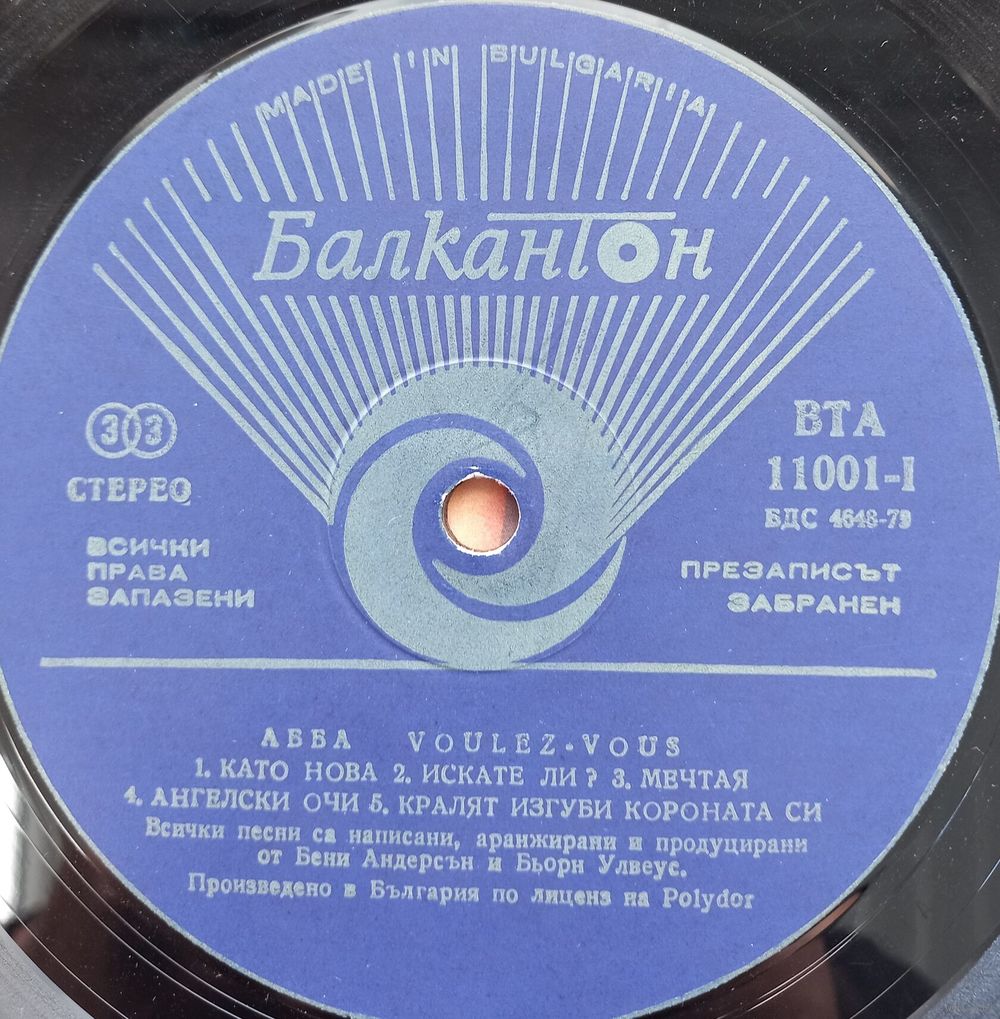 MADE IN BULGARIA
Балкантон
33
СТЕРЕО
ВСИЧКИ
ПРАВА
ЗАПАЗЕНИ
ВТА
11001-I
БДС 4648-79
ПРЕЗАПИСЪТ
ЗАБРАНЕН
АББА VOULEZ-VOUS
1. КАТО НОВА 2. ИСКАТЕ ЛИ? 3. МЕЧТАЯ
4. АНГЕЛСКИ ОЧИ 5. КРАЛЯТ ИЗГУБИ КОРОНАТА СИ
Всички песни са написани, аранжирани и продуцирани
от Бени Андерсън и Бьорн Улвеус.
Произведено в България по лиценз на Polydor